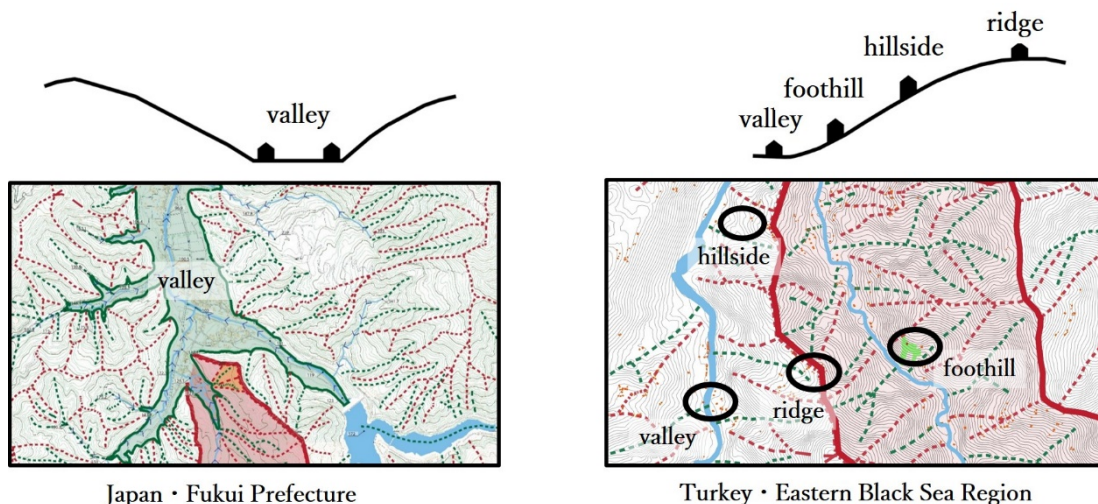 valley
ridge
hillside
foothill
valley
valley
hillside
foothill
ridge
valley
Japan・Fukui Prefecture
Turkey・Eastern Black Sea Region